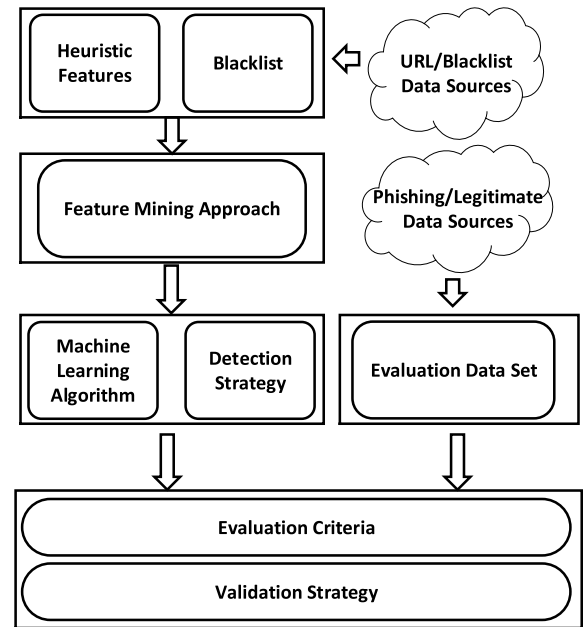 Heuristic
Features
Blacklist
URL/Blacklist
Data Sources
Feature Mining Approach
Phishing/Legitimate
Data Sources
Machine
Learning
Algorithm
Detection
Strategy
Evaluation Data Set
Evaluation Criteria
Validation Strategy